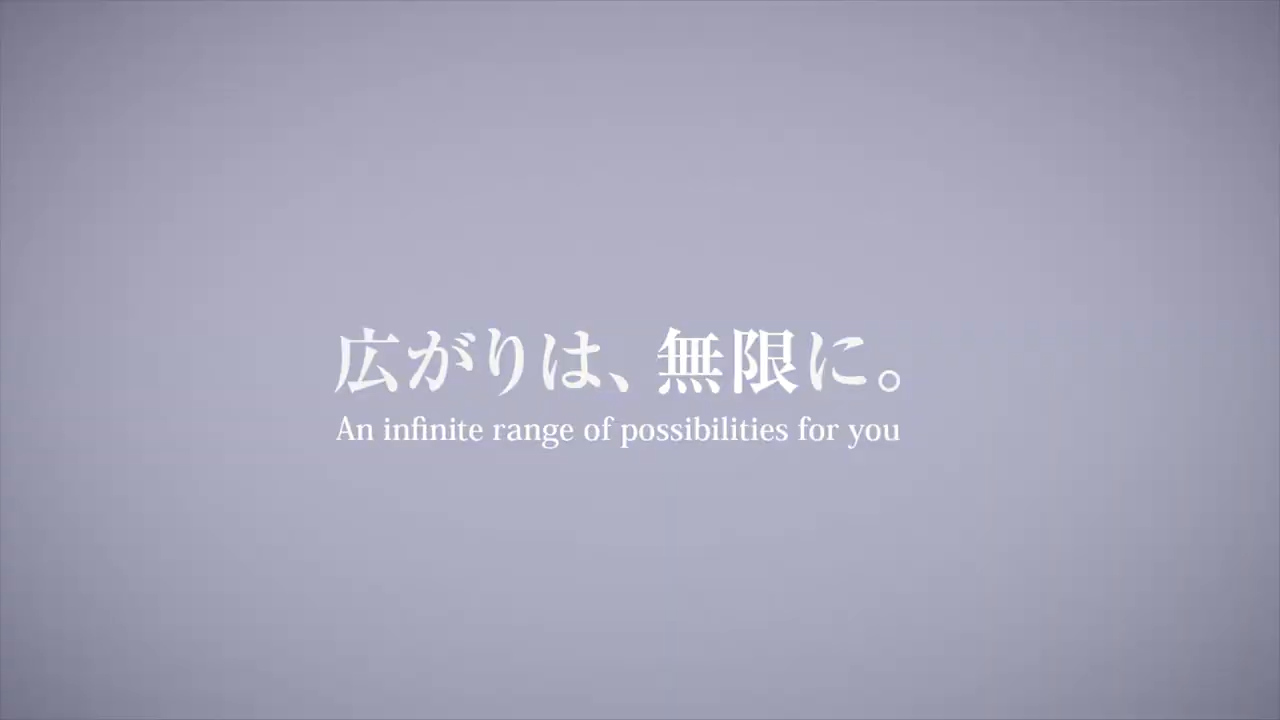 広がりは、無限に。
An infinite range of possibilities for you